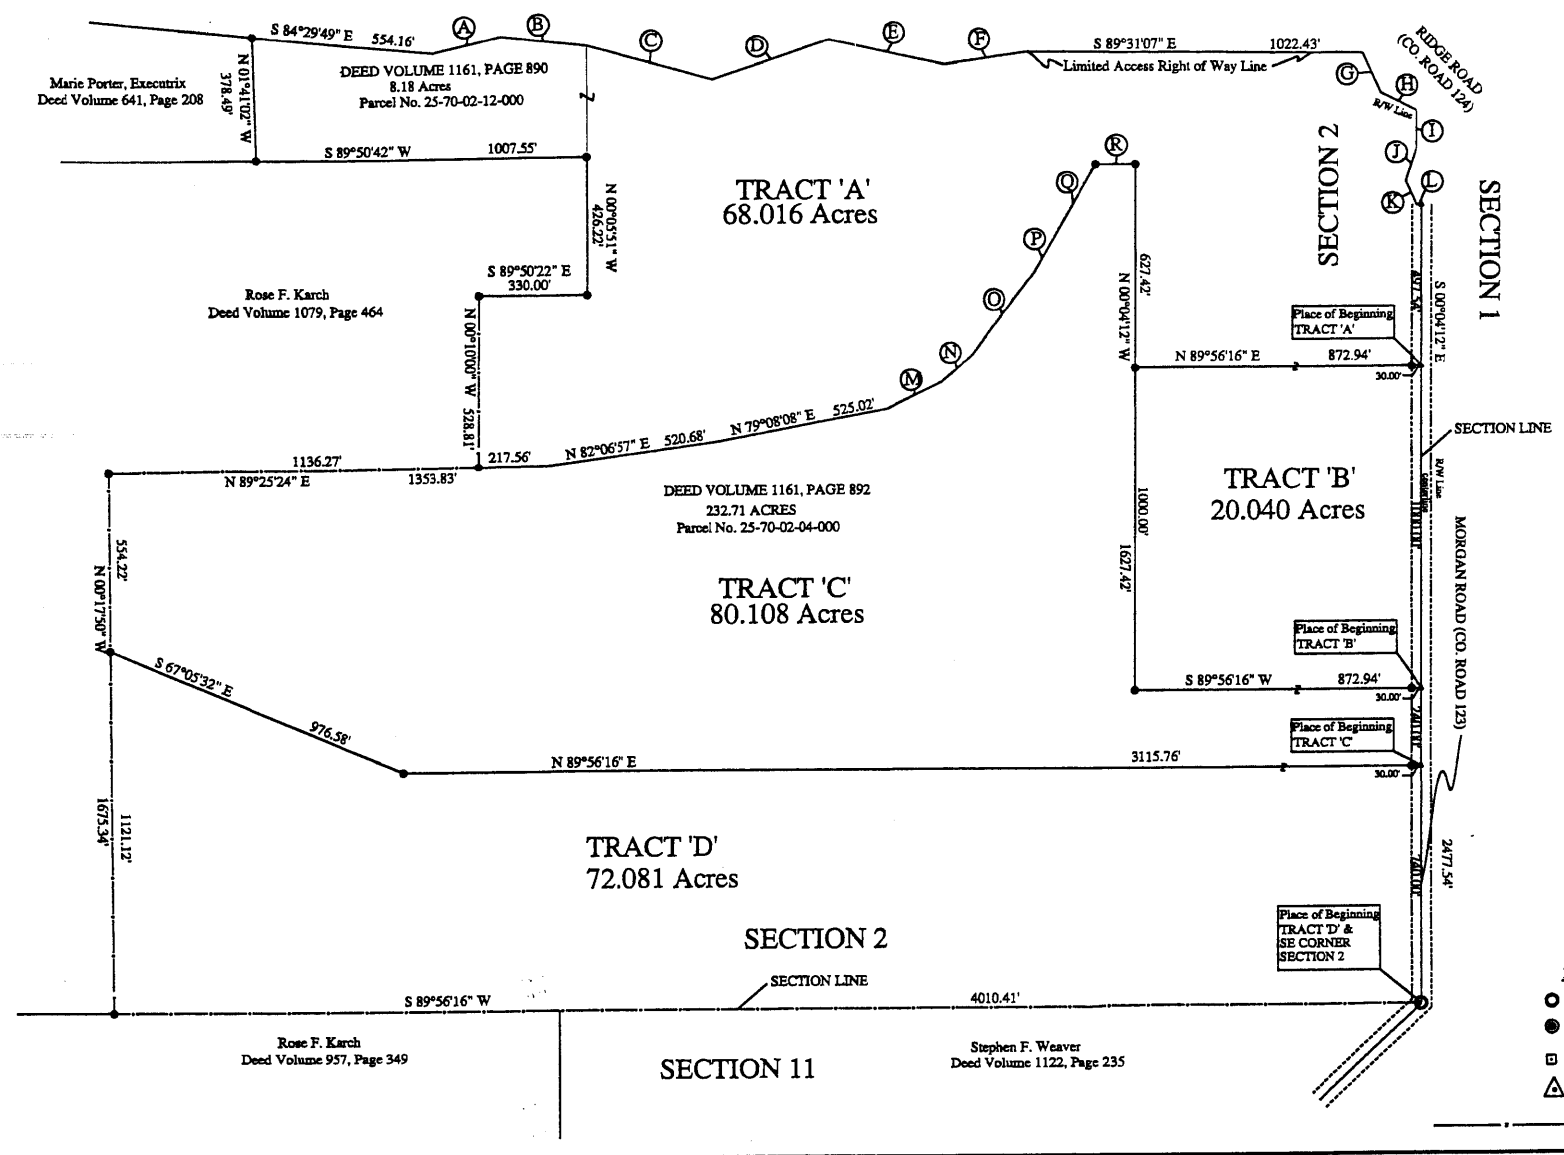 S 84°29'49" E 554.16'
A
B
C
D
E
F
S 89°31'07" E 1022.43'
Limited Access Right of Way Line
RIDGE ROAD
(CO. ROAD 124)
G
H
R/W Line
I
J
K
L
Marie Porter, Executrix
Deed Volume 641, Page 208
N 01°41'02" W
378.49'
DEED VOLUME 1161, PAGE 890
8.18 Acres
Parcel No. 25-70-02-12-000
S 89°50'42" W 1007.55'
N 00°05'51" W
426.22'
TRACT 'A'
68.016 Acres
R
Q
P
O
N
M
SECTION 2
SECTION 1
S 89°50'22" E
330.00'
Rose F. Karch
Deed Volume 1079, Page 464
N 00°10'00" W 528.81'
627.42'
N 00°04'12" W
497.54'
S 00°04'12" E
Place of Beginning
TRACT 'A'
N 89°56'16" E 872.94'
30.00'
SECTION LINE
1136.27'
N 89°25'24" E
1353.83'
217.56'
N 82°06'57" E 520.68'
N 79°08'08" E 525.02'
DEED VOLUME 1161, PAGE 892
232.71 ACRES
Parcel No. 25-70-02-04-000
TRACT 'B'
20.040 Acres
R/W Line
centerline
1000.00'
1000.00'
1627.42'
MORGAN ROAD (CO. ROAD 123)
554.22'
N 00°17'50" W
TRACT 'C'
80.108 Acres
Place of Beginning
TRACT 'B'
S 89°56'16" W 872.94'
30.00'
240.00'
S 67°05'32" E
976.58'
Place of Beginning
TRACT 'C'
N 89°56'16" E 3115.76'
30.00'
1121.12'
1675.34'
TRACT 'D'
72.081 Acres
740.00'
2477.54'
Place of Beginning
TRACT 'D' &
SE CORNER
SECTION 2
SECTION 2
SECTION LINE
S 89°56'16" W 4010.41'
Rose F. Karch
Deed Volume 957, Page 349
SECTION 11
Stephen F. Weaver
Deed Volume 1122, Page 235